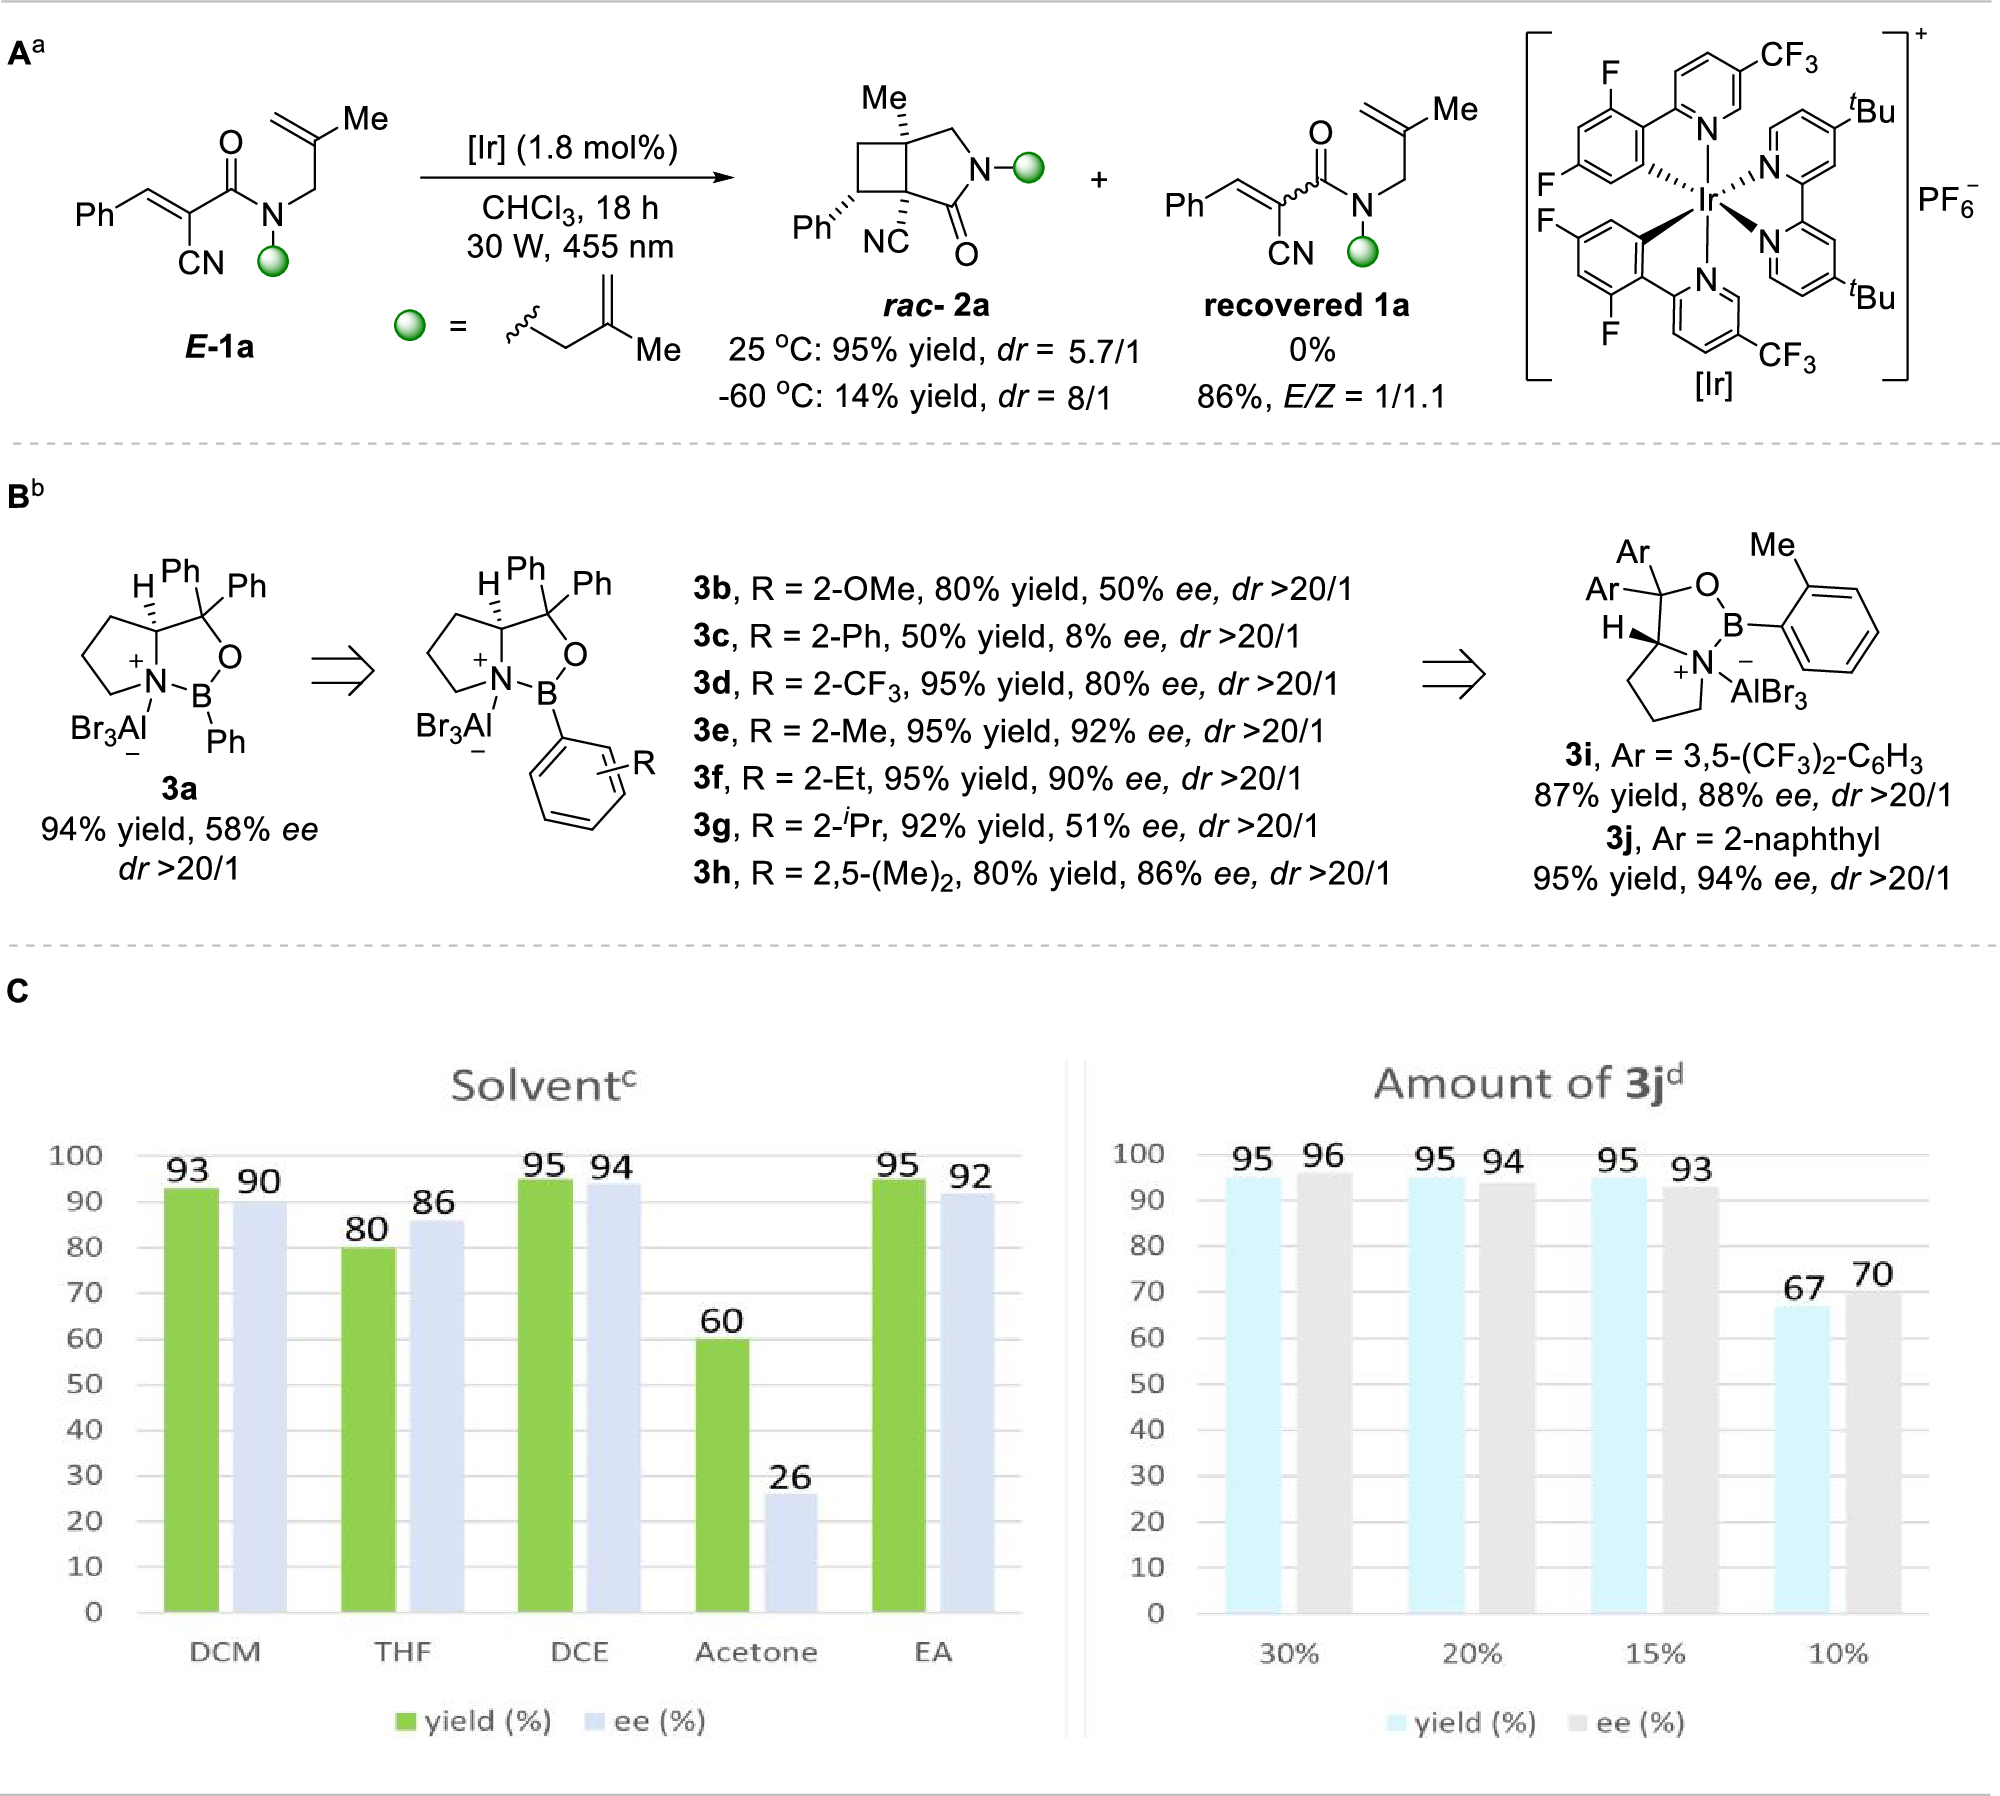 Aᵃ
Ph
O
N
CN
Me
E-1a
[Ir] (1.8 mol%)
CHCl₃, 18 h
30 W, 455 nm
=
Me
Me
N
O
Ph
NC
rac- 2a
25 °C: 95% yield, dr = 5.7/1
-60 °C: 14% yield, dr = 8/1
+
Ph
O
N
CN
Me
recovered 1a
0%
86%, E/Z = 1/1.1
F
F
F
F
CF₃
CF₃
N
N
N
N
Ir
ᵗBu
ᵗBu
+
PF₆⁻
[Ir]
Bᵇ
H
Ph
Ph
+
N
B
O
Br₃Al
−
Ph
3a
94% yield, 58% ee
dr >20/1
H
Ph
Ph
+
N
B
O
Br₃Al
−
R
3b, R = 2-OMe, 80% yield, 50% ee, dr >20/1
3c, R = 2-Ph, 50% yield, 8% ee, dr >20/1
3d, R = 2-CF₃, 95% yield, 80% ee, dr >20/1
3e, R = 2-Me, 95% yield, 92% ee, dr >20/1
3f, R = 2-Et, 95% yield, 90% ee, dr >20/1
3g, R = 2-ⁱPr, 92% yield, 51% ee, dr >20/1
3h, R = 2,5-(Me)₂, 80% yield, 86% ee, dr >20/1
Ar
Ar
H
O
B
Me
+
N
−
AlBr₃
3i, Ar = 3,5-(CF₃)₂-C₆H₃
87% yield, 88% ee, dr >20/1
3j, Ar = 2-naphthyl
95% yield, 94% ee, dr >20/1
C
Solventᶜ
100
90
80
70
60
50
40
30
20
10
0
93
90
80
86
95
94
60
26
95
92
DCM
THF
DCE
Acetone
EA
yield (%)
ee (%)
Amount of 3jᵈ
100
90
80
70
60
50
40
30
20
10
0
95
96
95
94
95
93
67
70
30%
20%
15%
10%
yield (%)
ee (%)